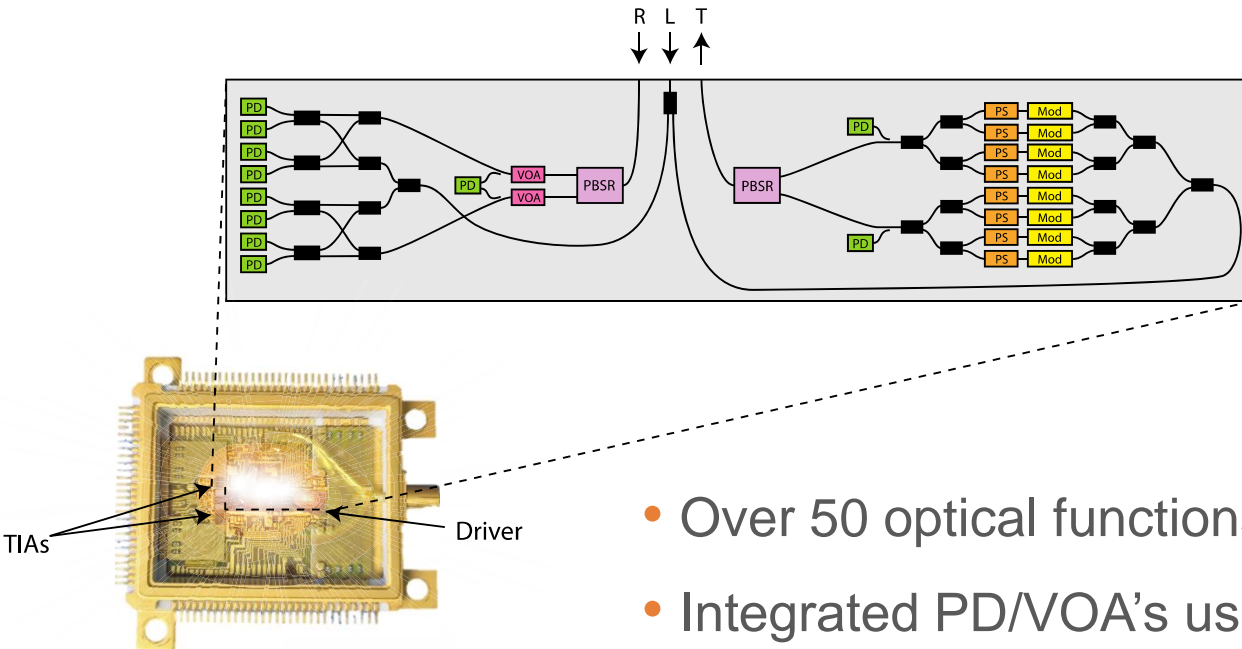 R L T
PD PS Mod
PD PD PS Mod
PD PS Mod
PD VOA PS Mod
PD PBSR PBSR
PD VOA PS Mod
PD PS Mod
PD PD PS Mod
PD PS Mod
TIAs
Driver
• Over 50 optical functions
• Integrated PD/VOA's us